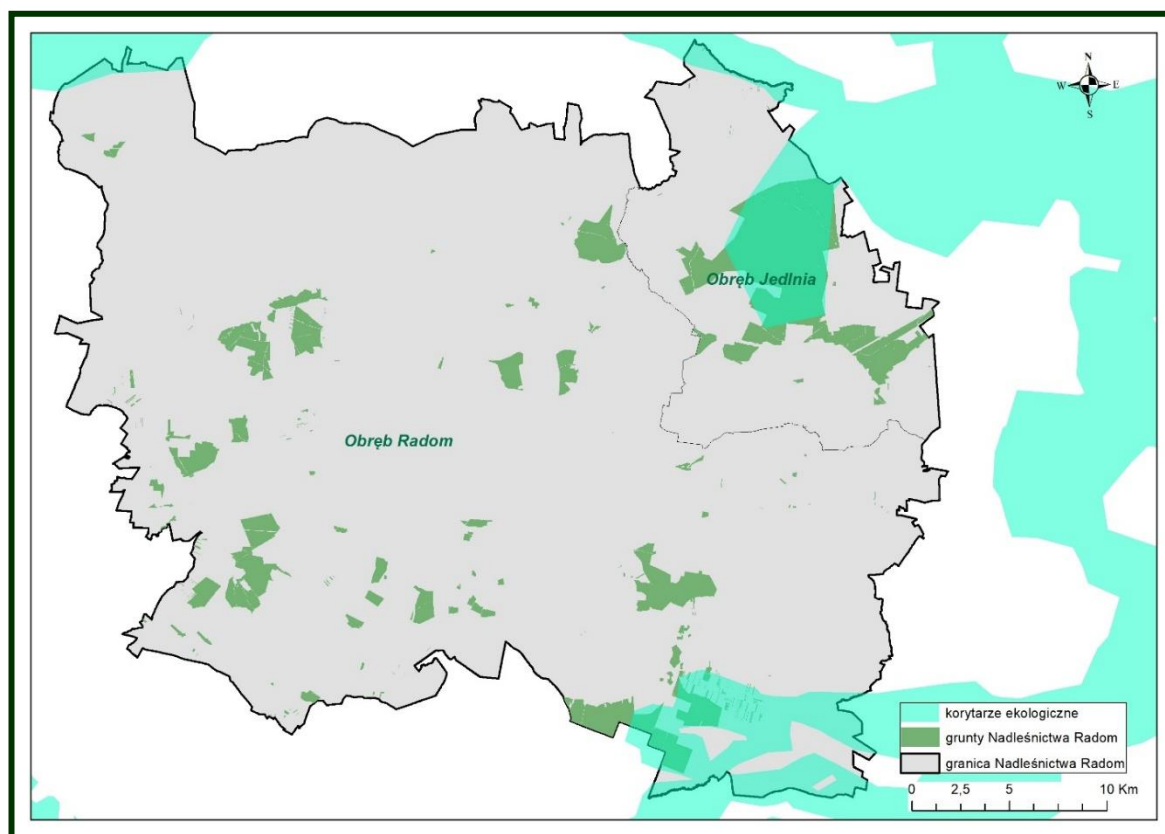 N
W E
S
Obręb Jedlnia
Obręb Radom
korytarze ekologiczne
grunty Nadleśnictwa Radom
granica Nadleśnictwa Radom
0 2,5 5 10 Km